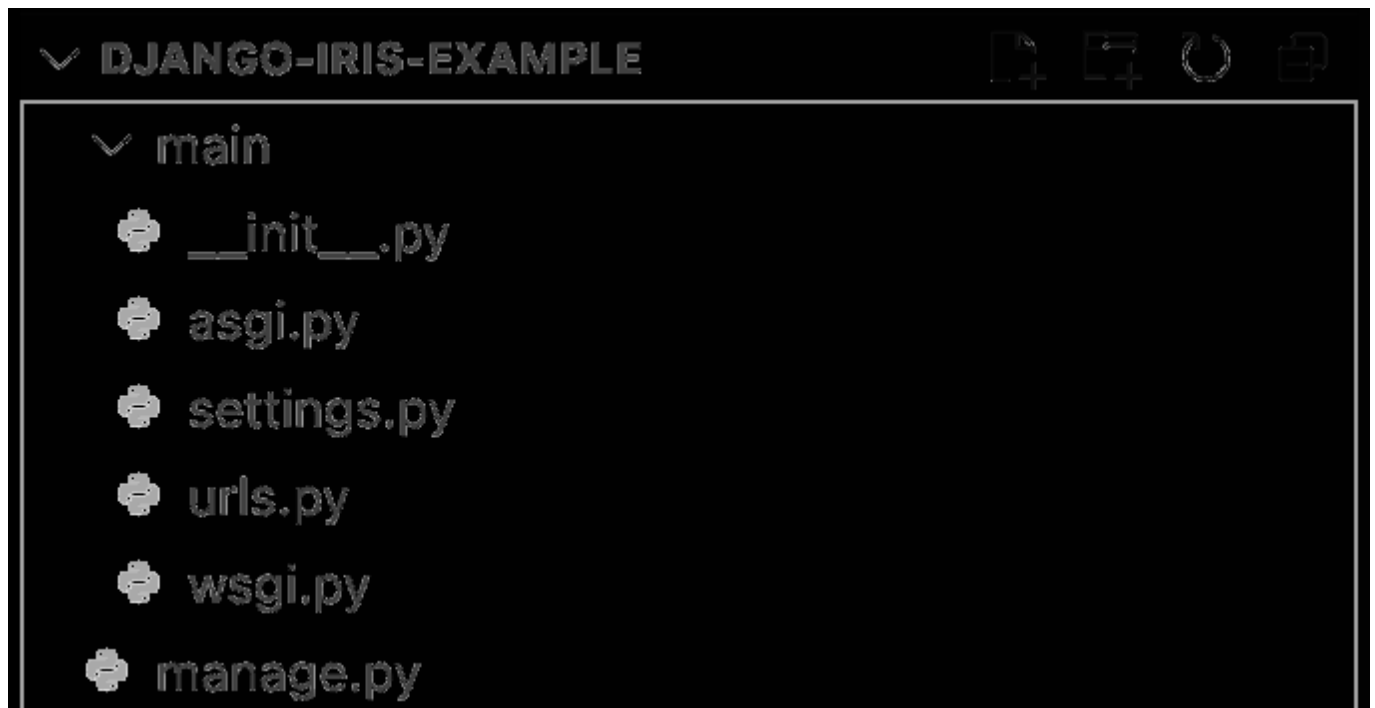 DJANGO-IRIS-EXAMPLE
main
__init__.py
asgi.py
settings.py
urls.py
wsgi.py
manage.py